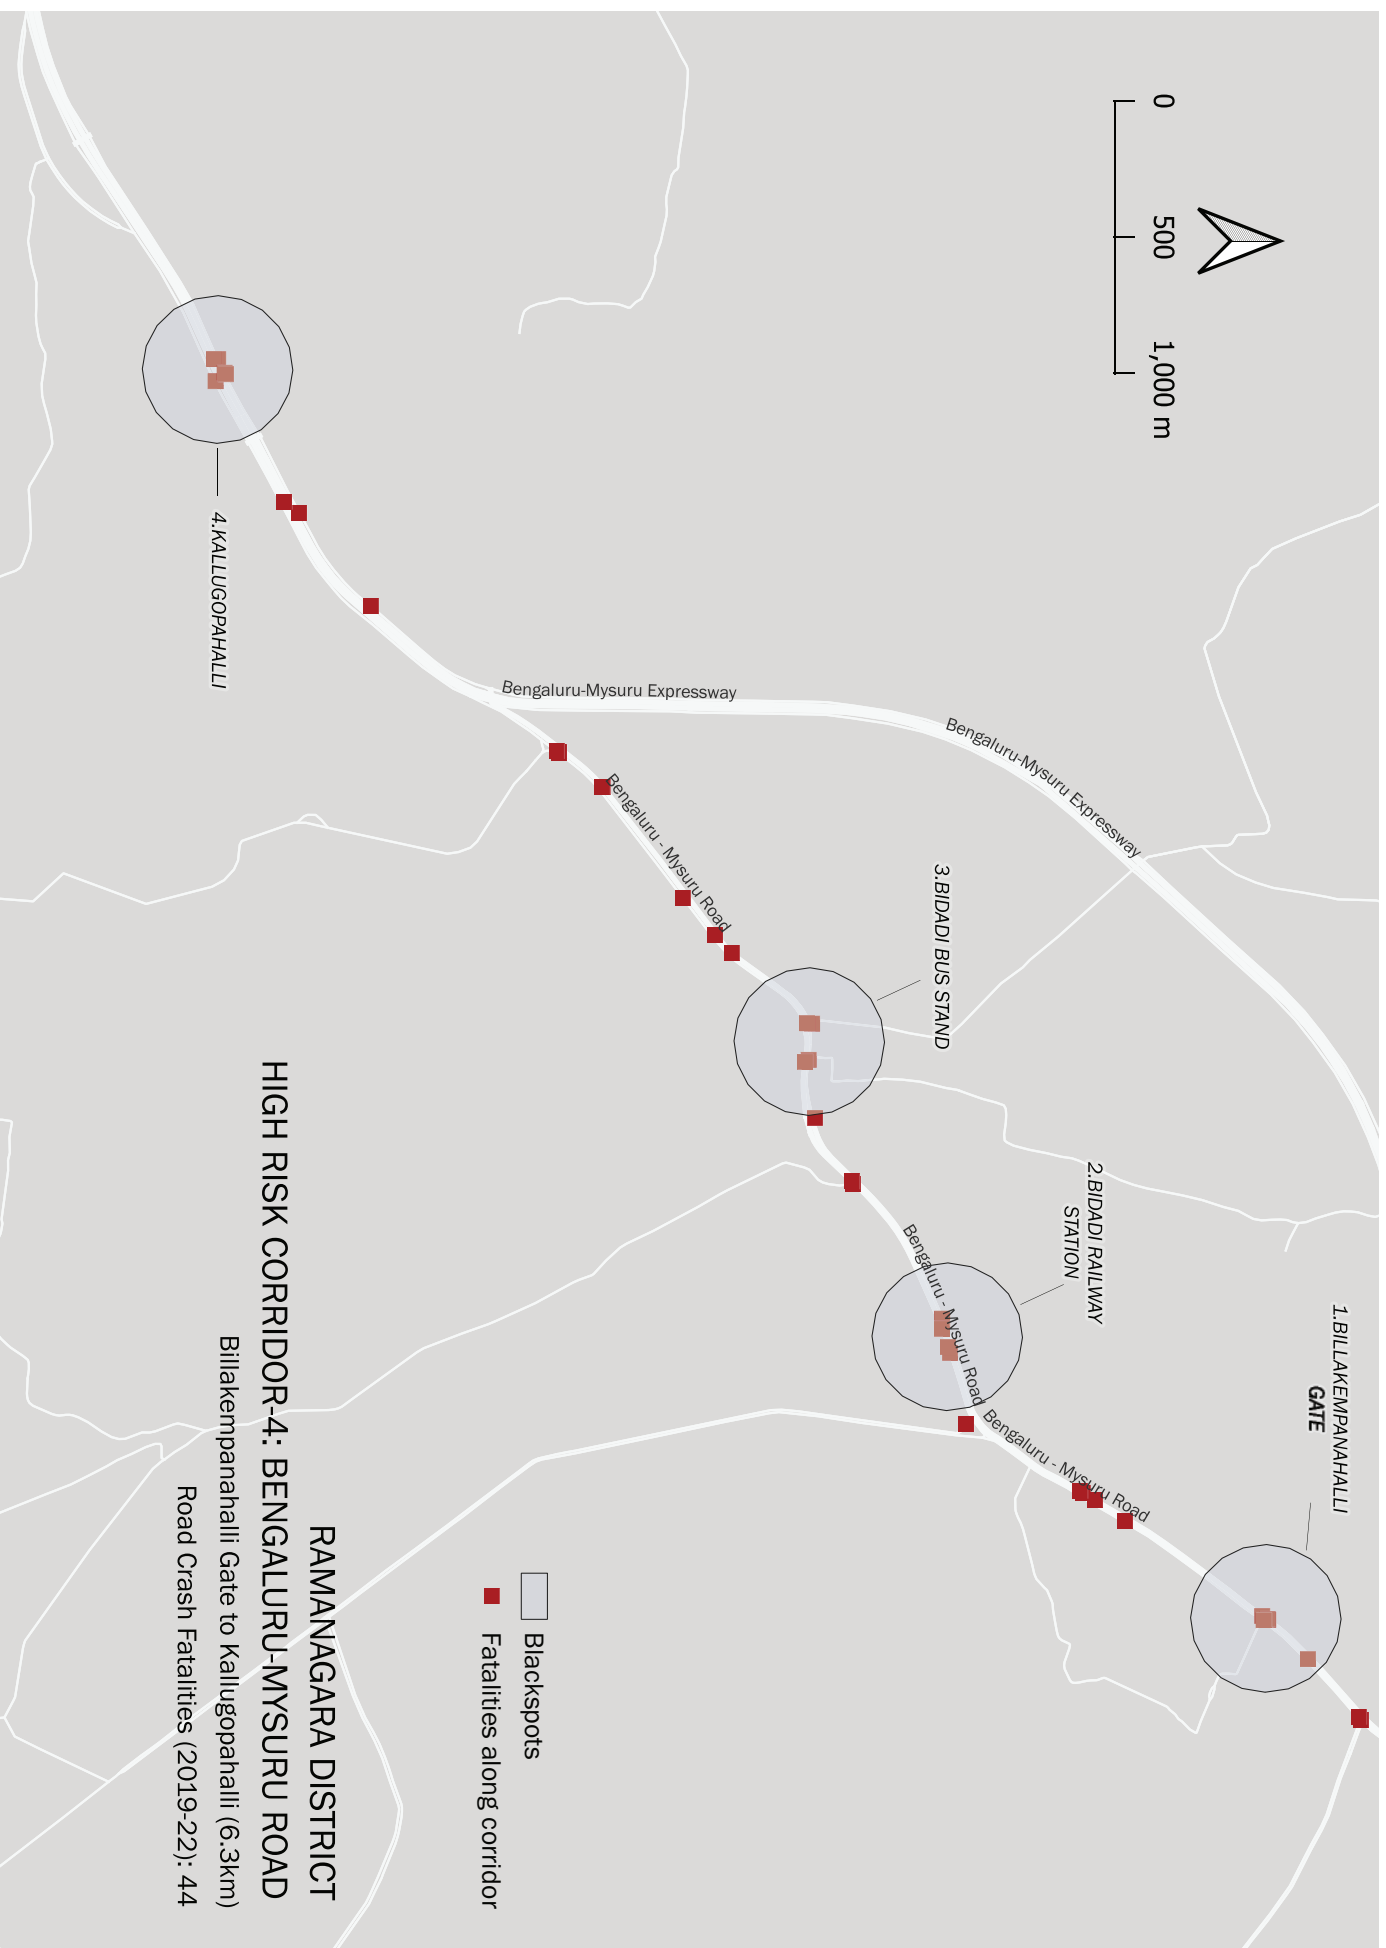 0
500
1,000 m
1.BILLAKEMPANAHALLI
GATE
2.BIDADI RAILWAY
STATION
3.BIDADI BUS STAND
4.KALLUGOPAHALLI
Bengaluru-Mysuru Expressway
Bengaluru-Mysuru Expressway
Bengaluru - Mysuru Road
Bengaluru - Mysuru Road
Bengaluru - Mysuru Road
Blackspots
Fatalities along corridor
RAMANAGARA DISTRICT
HIGH RISK CORRIDOR-4: BENGALURU-MYSURU ROAD
Billakempanahalli Gate to Kallugopahalli (6.3km)
Road Crash Fatalities (2019-22): 44